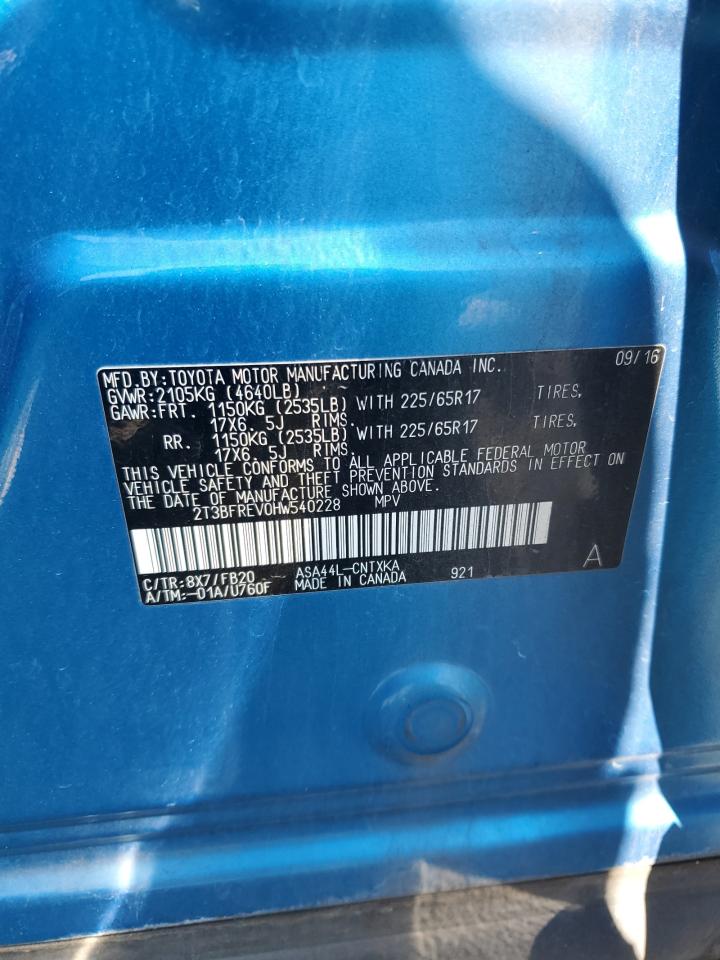 MFD.BY:TOYOTA MOTOR MANUFACTURING CANADA INC. 09/16
GVWR:2105KG (4640LB)
GAWR:FRT. 1150KG (2535LB) WITH 225/65R17 TIRES,
17X6. 5J RIMS.
RR. 1150KG (2535LB) WITH 225/65R17 TIRES,
17X6. 5J RIMS.
THIS VEHICLE CONFORMS TO ALL APPLICABLE FEDERAL MOTOR
VEHICLE SAFETY AND THEFT PREVENTION STANDARDS IN EFFECT ON
THE DATE OF MANUFACTURE SHOWN ABOVE.
2T3BFREV0HW540228 MPV
C/TR:8X7/FB20 ASA44L-CNTXKA 921 A
A/TM:-01A/U760F MADE IN CANADA